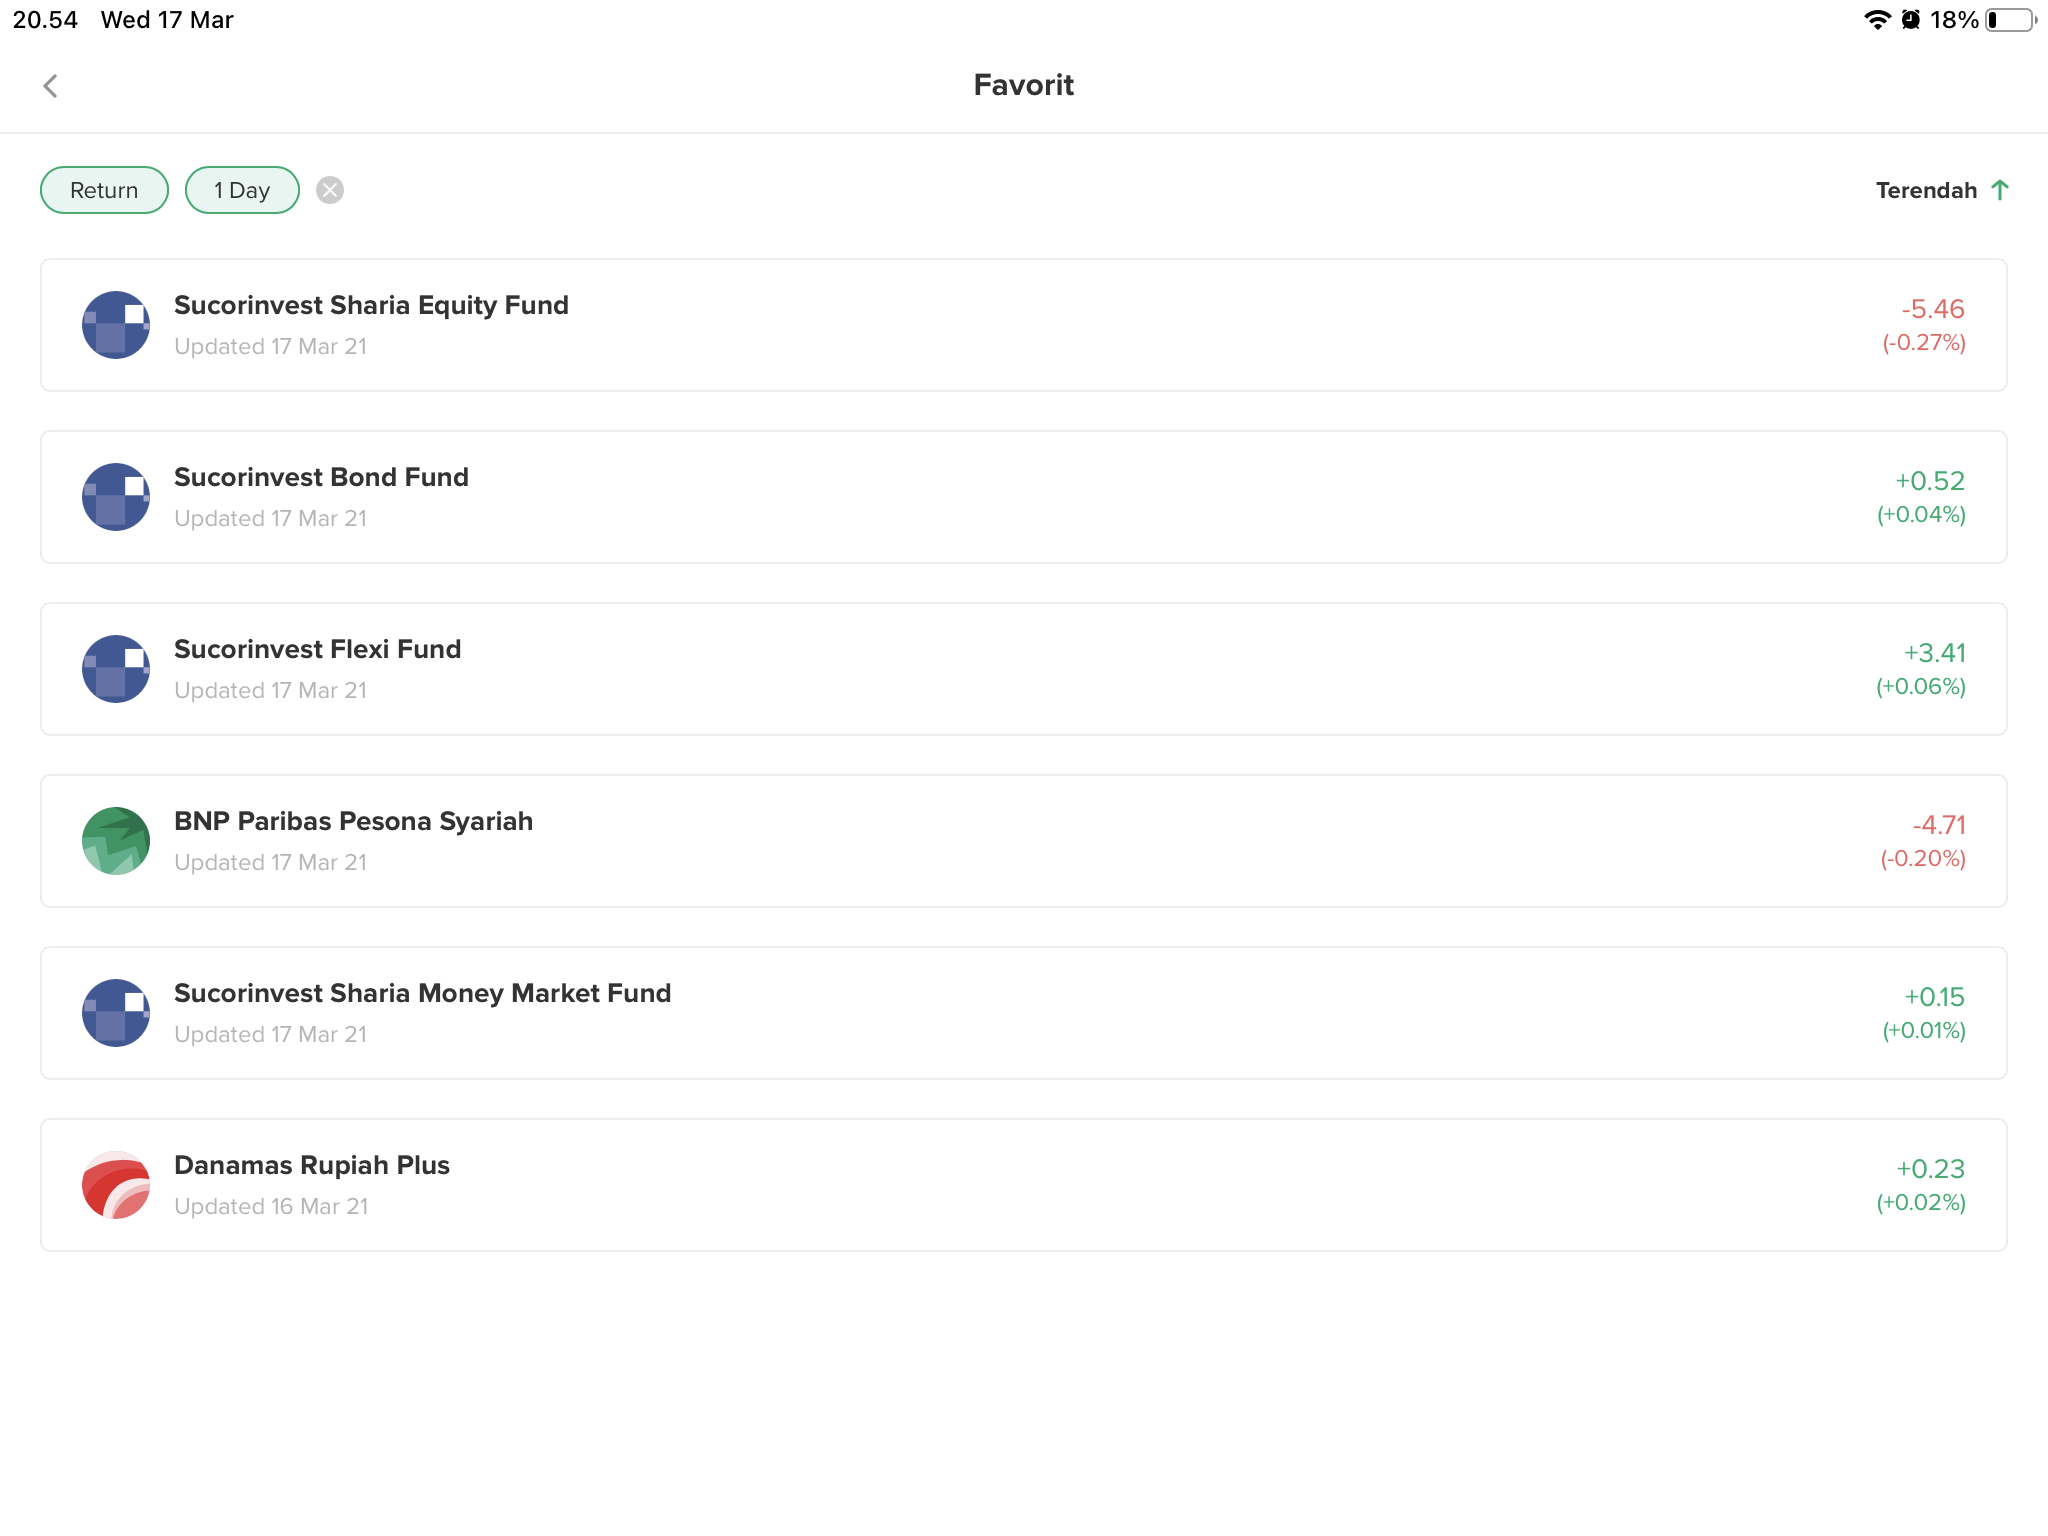 20.54 Wed 17 Mar
18%
Favorit
Return
1 Day
Terendah
Sucorinvest Sharia Equity Fund
Updated 17 Mar 21
-5.46
(-0.27%)
Sucorinvest Bond Fund
Updated 17 Mar 21
+0.52
(+0.04%)
Sucorinvest Flexi Fund
Updated 17 Mar 21
+3.41
(+0.06%)
BNP Paribas Pesona Syariah
Updated 17 Mar 21
-4.71
(-0.20%)
Sucorinvest Sharia Money Market Fund
Updated 17 Mar 21
+0.15
(+0.01%)
Danamas Rupiah Plus
Updated 16 Mar 21
+0.23
(+0.02%)